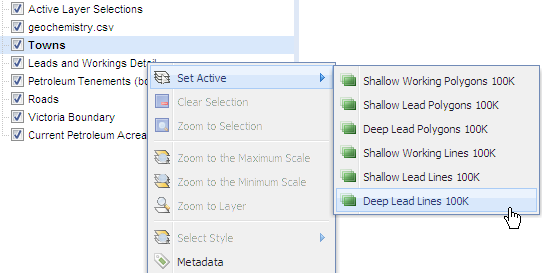 Active Layer Selections
geochemistry.csv
Towns
Leads and Workings Detail
Petroleum Tenements (bo
Roads
Victoria Boundary
Current Petroleum Acrea
Set Active
Clear Selection
Zoom to Selection
Zoom to the Maximum Scale
Zoom to the Minimum Scale
Zoom to Layer
Select Style
Metadata
Shallow Working Polygons 100K
Shallow Lead Polygons 100K
Deep Lead Polygons 100K
Shallow Working Lines 100K
Shallow Lead Lines 100K
Deep Lead Lines 100K